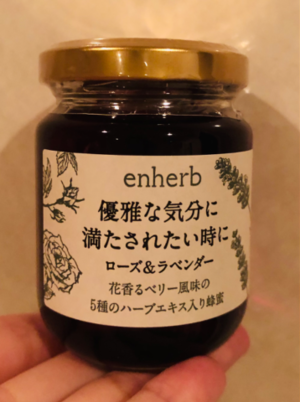 enherb
優雅な気分に
満たされたい時に
ローズ&ラベンダー
花香るベリー風味の
5種のハーブエキス入り蜂蜜